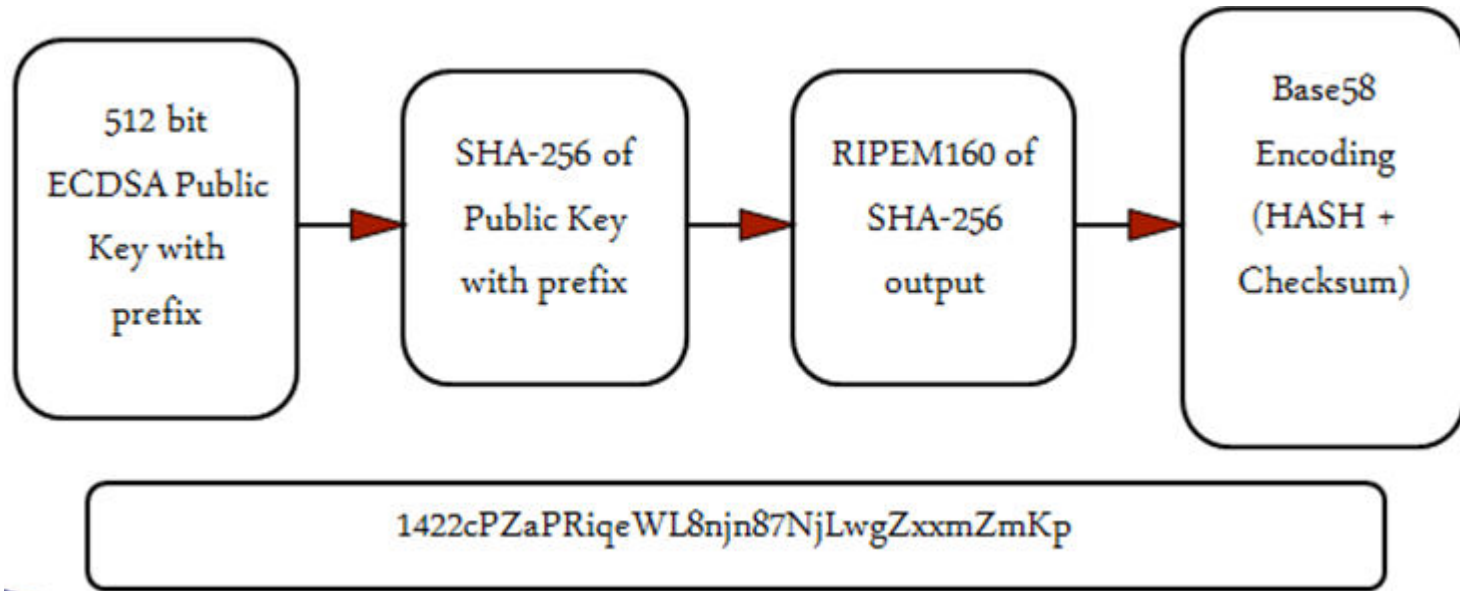 512 bit
ECDSA Public
Key with
prefix
SHA-256 of
Public Key
with prefix
RIPEM160 of
SHA-256
output
Base58
Encoding
(HASH +
Checksum)
1422cPZaPRiqeWL8njn87NjLwgZxxmZmKp